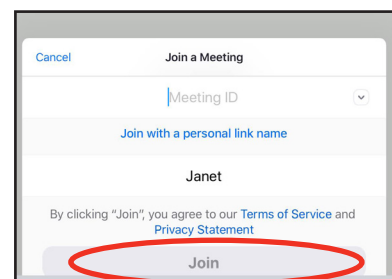 Cancel Join a Meeting
Meeting ID
Join with a personal link name
Janet
By clicking "Join", you agree to our Terms of Service and
Privacy Statement
Join